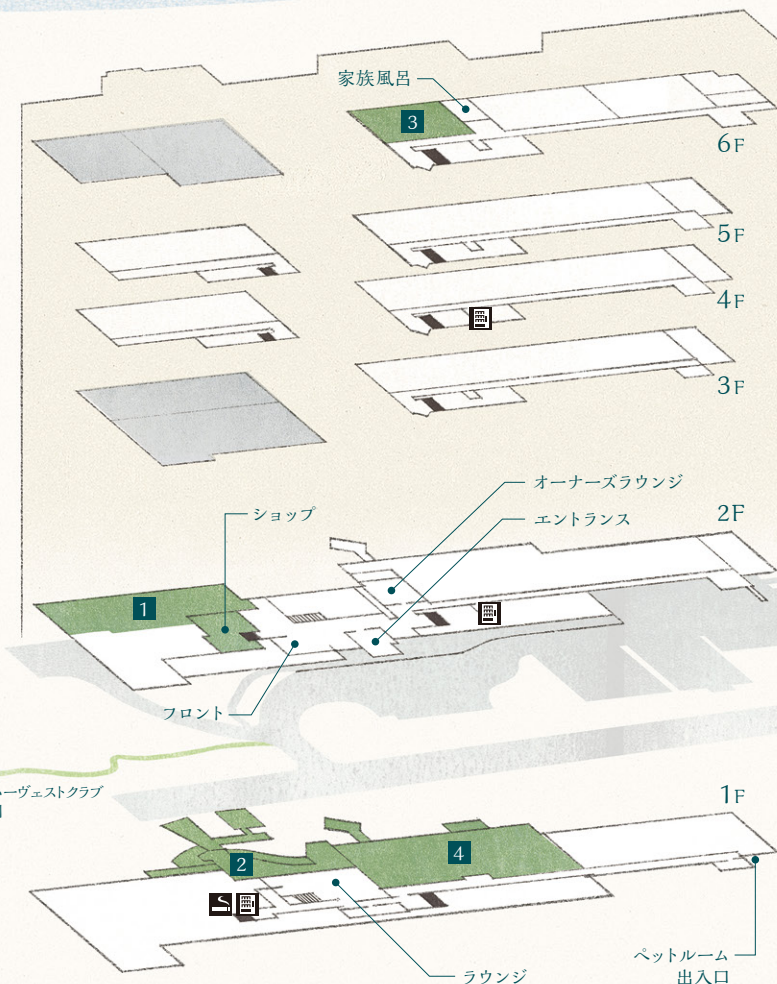 家族風呂
3
6F
5F
4F
3F
オーナーズラウンジ
ショップ
エントランス
2F
1
フロント
ーヴェストクラブ
1F
2
4
ラウンジ
ペットルーム
出入口